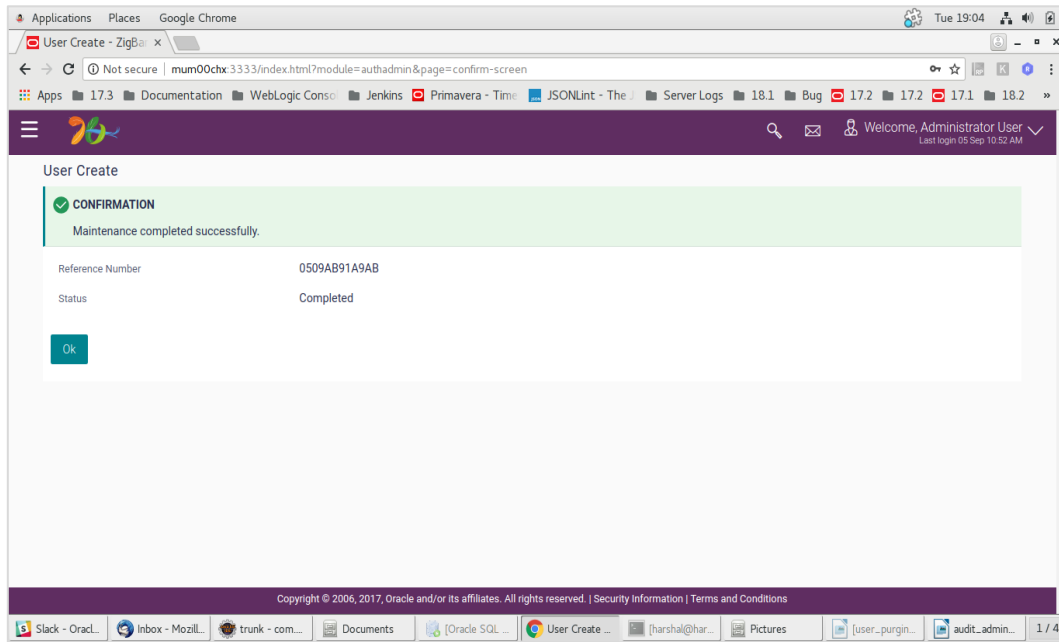 Applications Places Google Chrome Tue 19:04
User Create - ZigBa
Not secure | mum00chx:3333/index.html?module=authadmin&page=confirm-screen
Apps 17.3 Documentation WebLogic Conso Jenkins Primavera - Time JSONLint - The J Server Logs 18.1 Bug 17.2 17.2 17.1 18.2 »
Welcome, Administrator User
Last login 05 Sep 10:52 AM
User Create
CONFIRMATION
Maintenance completed successfully.
Reference Number 0509AB91A9AB
Status Completed
Ok
Copyright © 2006, 2017, Oracle and/or its affiliates. All rights reserved. | Security Information | Terms and Conditions
Slack - Oracl... Inbox - Mozill... trunk - com.... Documents [Oracle SQL ... User Create ... [harshal@har... Pictures [user_purgin... audit_admin... 1 / 4